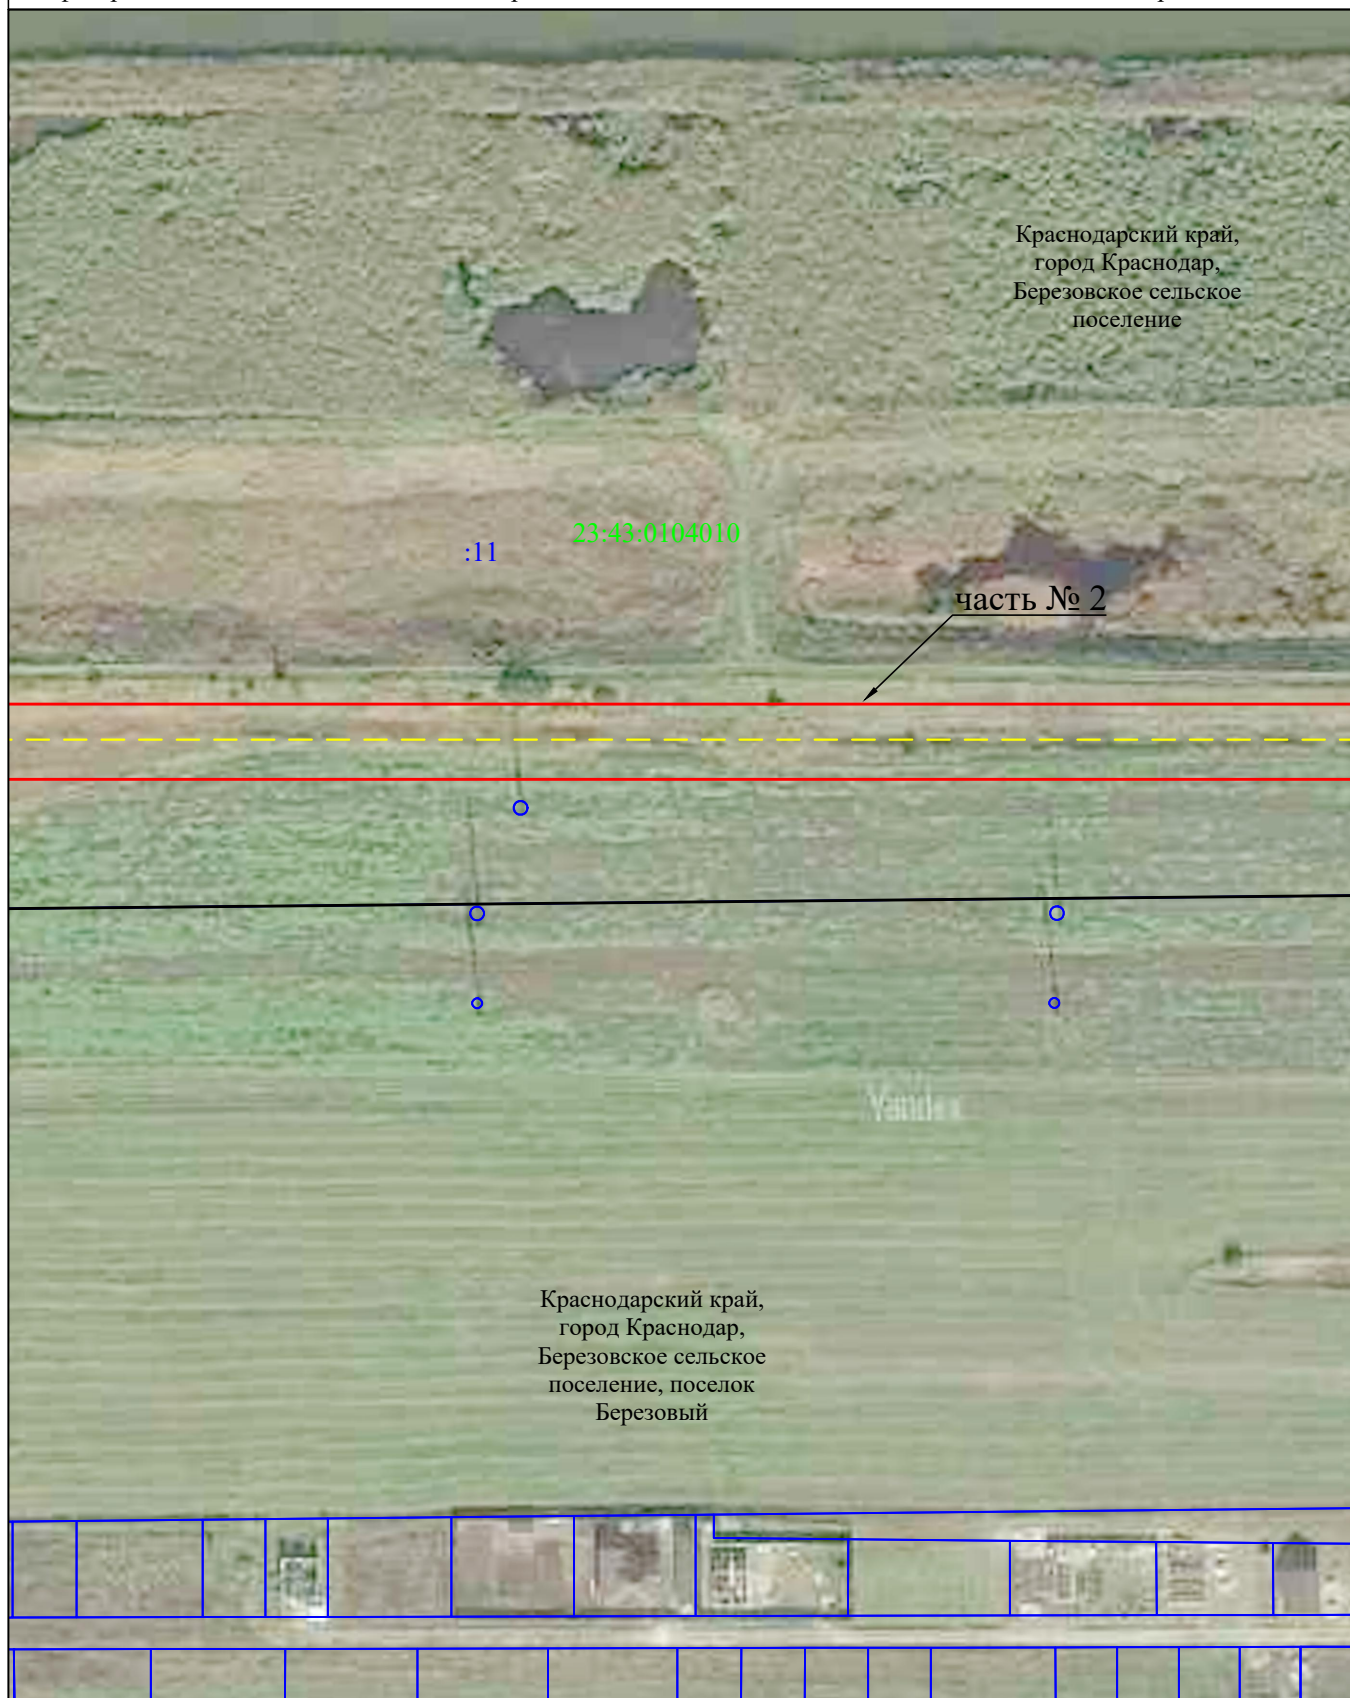 Краснодарский край,
город Краснодар,
Березовское сельское
поселение
23:43:0104010
:11
часть № 2
Yandex
Краснодарский край,
город Краснодар,
Березовское сельское
поселение, поселок
Березовый